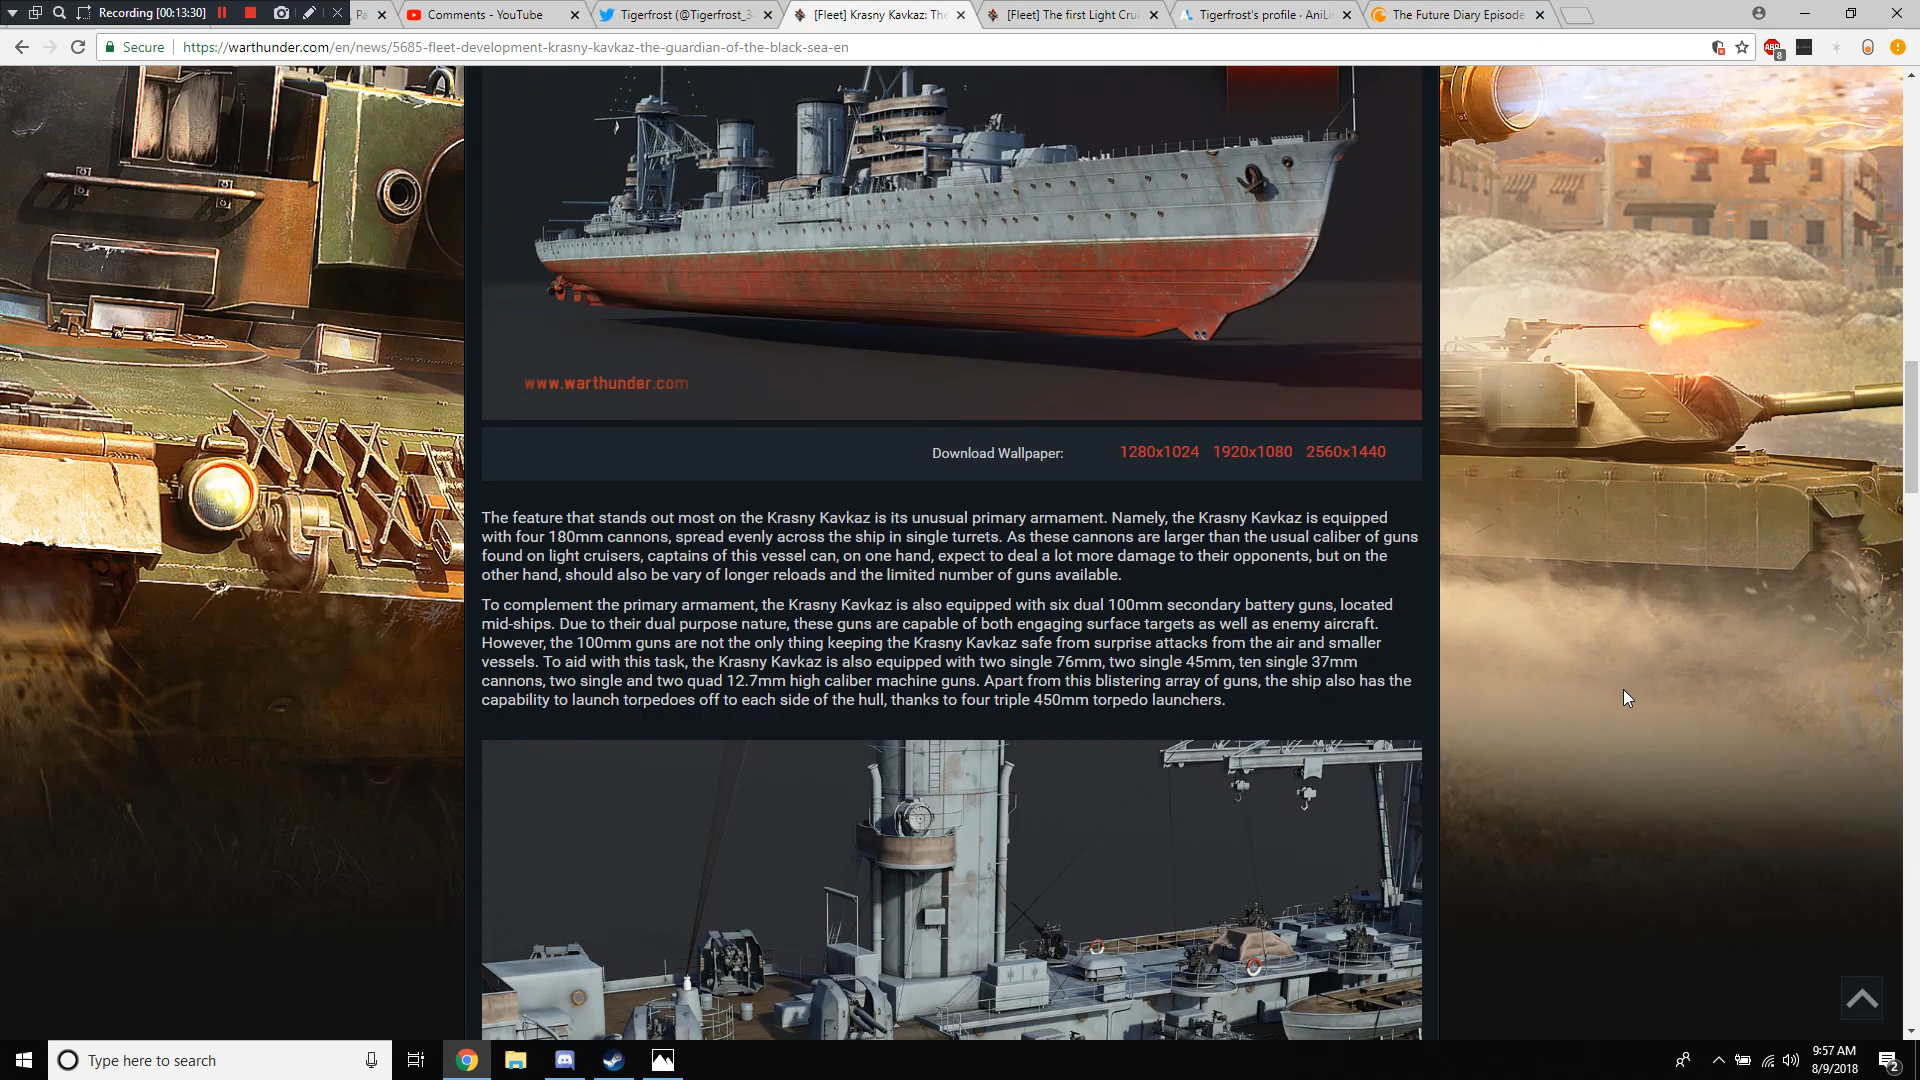 Recording [00:13:30]
Pa
Comments - YouTube
Tigerfrost (@Tigerfrost_3
[Fleet] Krasny Kavkaz: The
[Fleet] The first Light Crui
Tigerfrost's profile · AniLis
The Future Diary Episode
Secure
https://warthunder.com/en/news/5685-fleet-development-krasny-kavkaz-the-guardian-of-the-black-sea-en
ABP
8
www.warthunder.com
Download Wallpaper: 1280x1024 1920x1080 2560x1440
The feature that stands out most on the Krasny Kavkaz is its unusual primary armament. Namely, the Krasny Kavkaz is equipped
with four 180mm cannons, spread evenly across the ship in single turrets. As these cannons are larger than the usual caliber of guns
found on light cruisers, captains of this vessel can, on one hand, expect to deal a lot more damage to their opponents, but on the
other hand, should also be vary of longer reloads and the limited number of guns available.
To complement the primary armament, the Krasny Kavkaz is also equipped with six dual 100mm secondary battery guns, located
mid-ships. Due to their dual purpose nature, these guns are capable of both engaging surface targets as well as enemy aircraft.
However, the 100mm guns are not the only thing keeping the Krasny Kavkaz safe from surprise attacks from the air and smaller
vessels. To aid with this task, the Krasny Kavkaz is also equipped with two single 76mm, two single 45mm, ten single 37mm
cannons, two single and two quad 12.7mm high caliber machine guns. Apart from this blistering array of guns, the ship also has the
capability to launch torpedoes off to each side of the hull, thanks to four triple 450mm torpedo launchers.
Type here to search
9:57 AM
8/9/2018
2